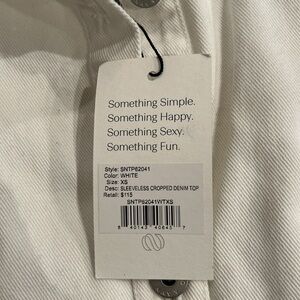 Something Simple.
Something Happy.
Something Sexy.
Something Fun.
Style: SNTP62041
Color: WHITE
Size: XS
Desc: SLEEVELESS CROPPED DENIM TOP
Retail: $115
SNTP62041WTXS